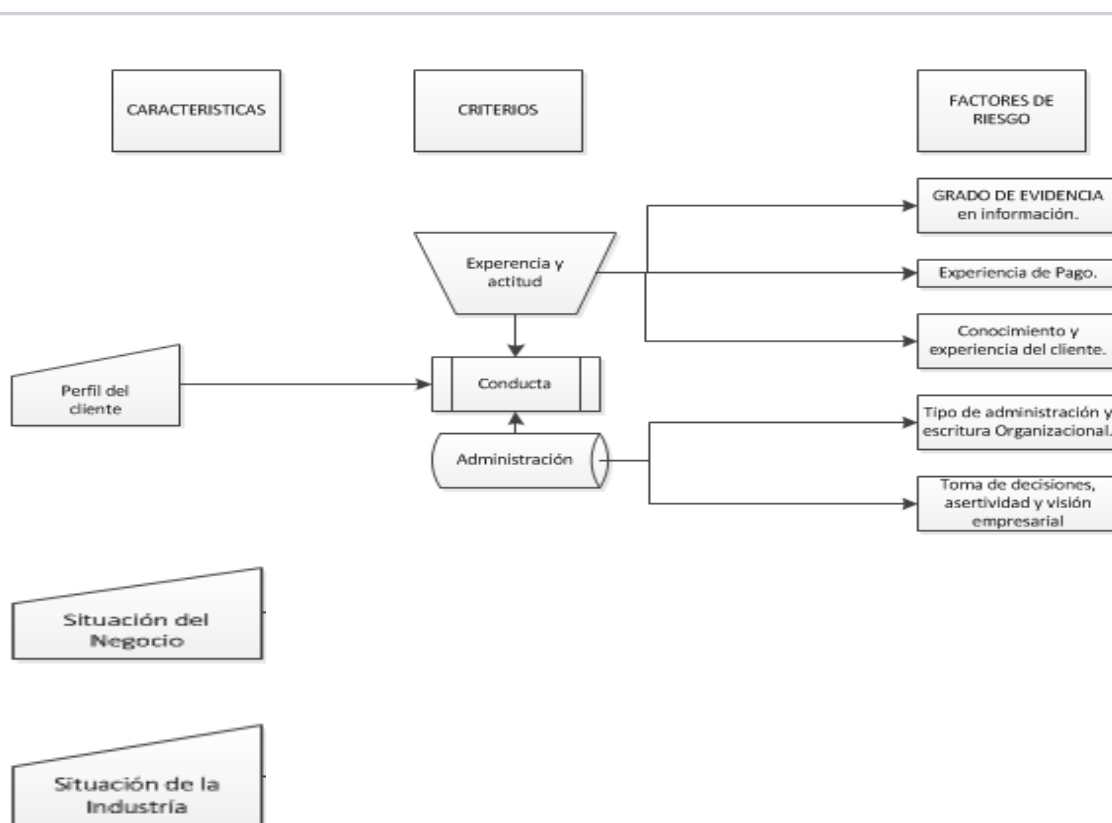 CARACTERISTICAS
CRITERIOS
FACTORES DE
RIESGO
GRADO DE EVIDENCIA
en información.
Experencia y
actitud
Experiencia de Pago.
Conocimiento y
experiencia del cliente.
Perfil del
cliente
Conducta
Tipo de administración y
escritura Organizacional.
Administración
Toma de decisiones,
asertividad y visión
empresarial
Situación del
Negocio
Situación de la
Industría